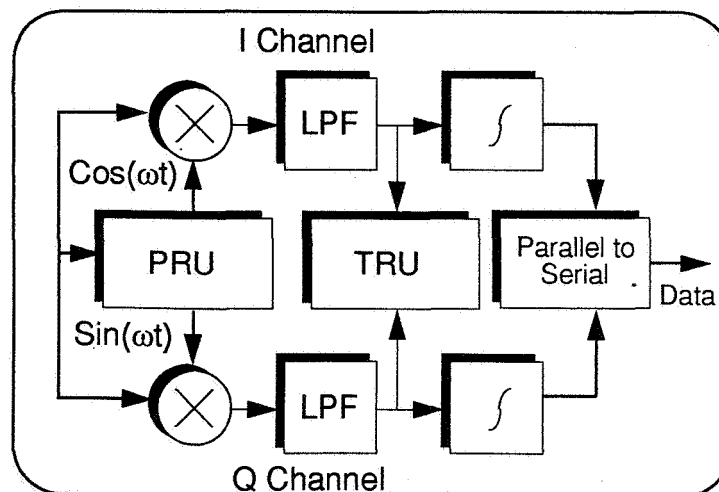 I Channel
LPF
∫
Cos(ωt)
PRU
TRU
Parallel to
Serial
Data
Sin(ωt)
LPF
∫
Q Channel